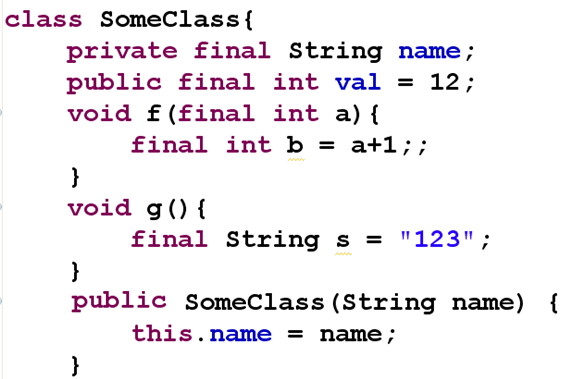 class SomeClass{
private final String name;
public final int val = 12;
void f(final int a){
final int b = a+1;;
}
void g(){
final String s = "123";
}
public SomeClass(String name) {
this.name = name;
}